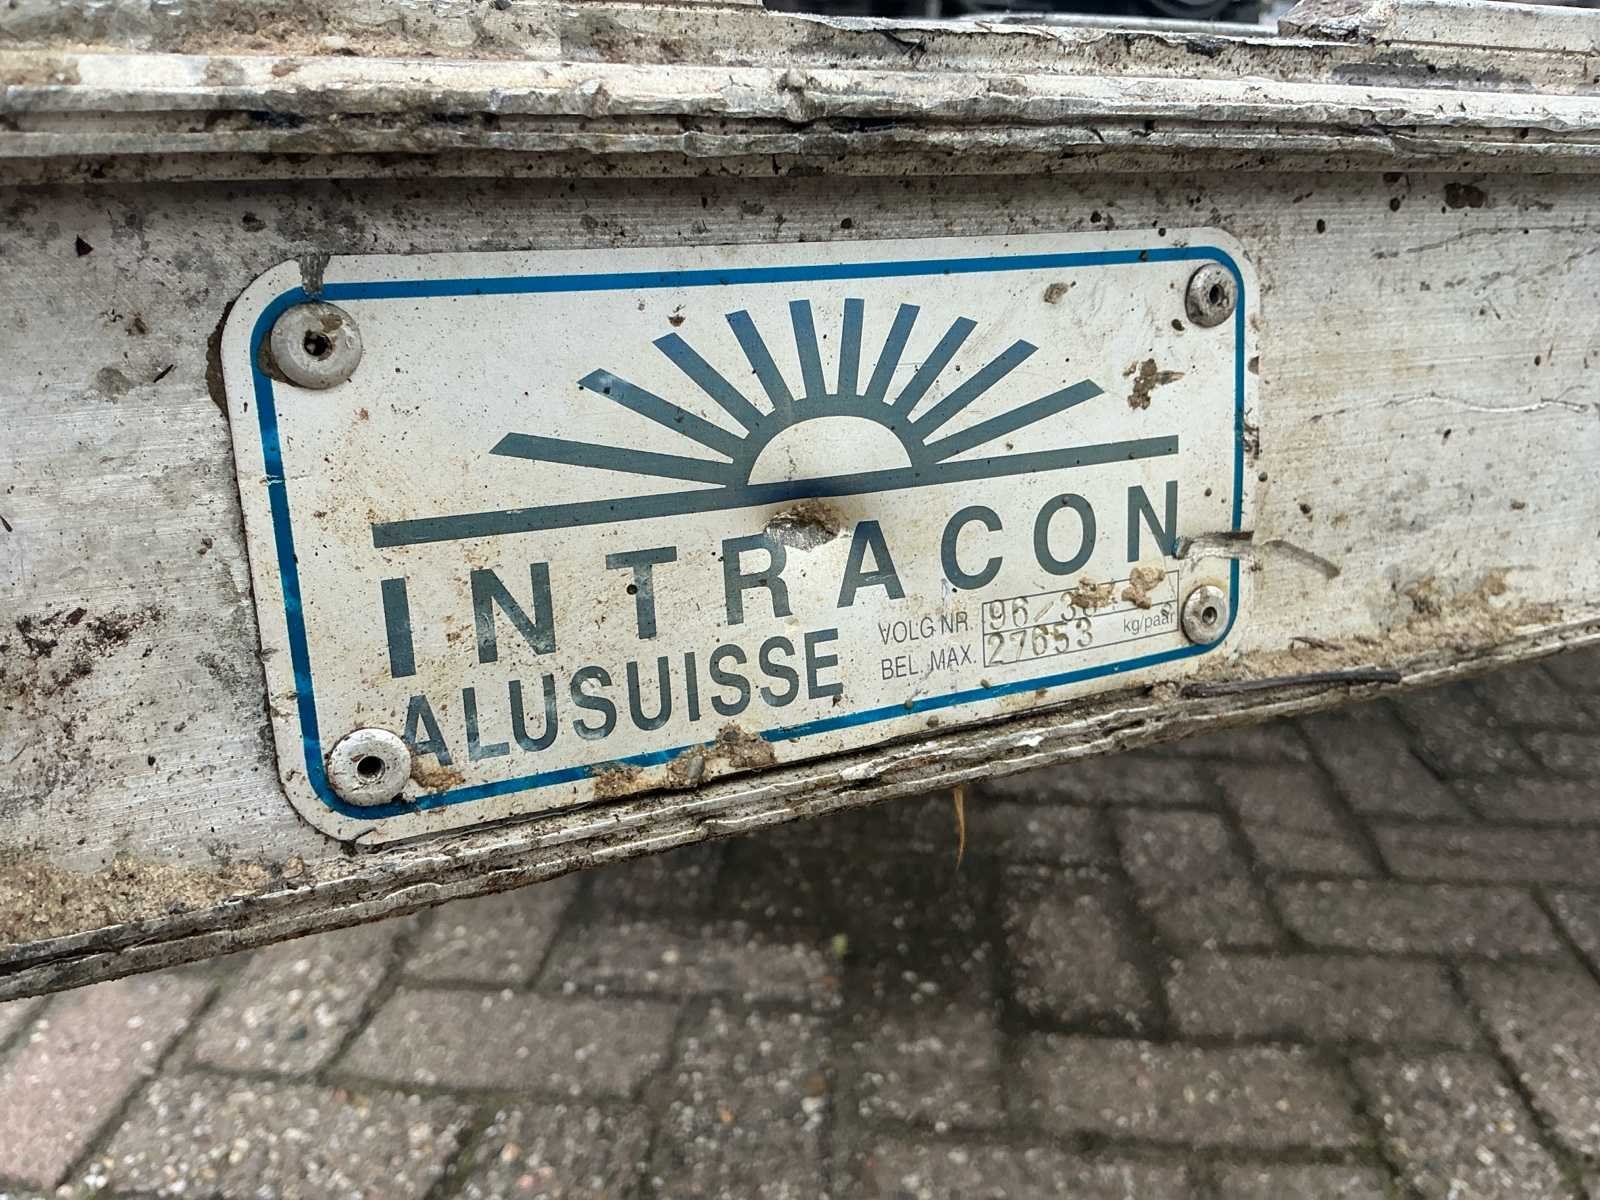 INTRACON
ALUSUISSE
VOLG NR.
BEL. MAX. 27653 kg/paar